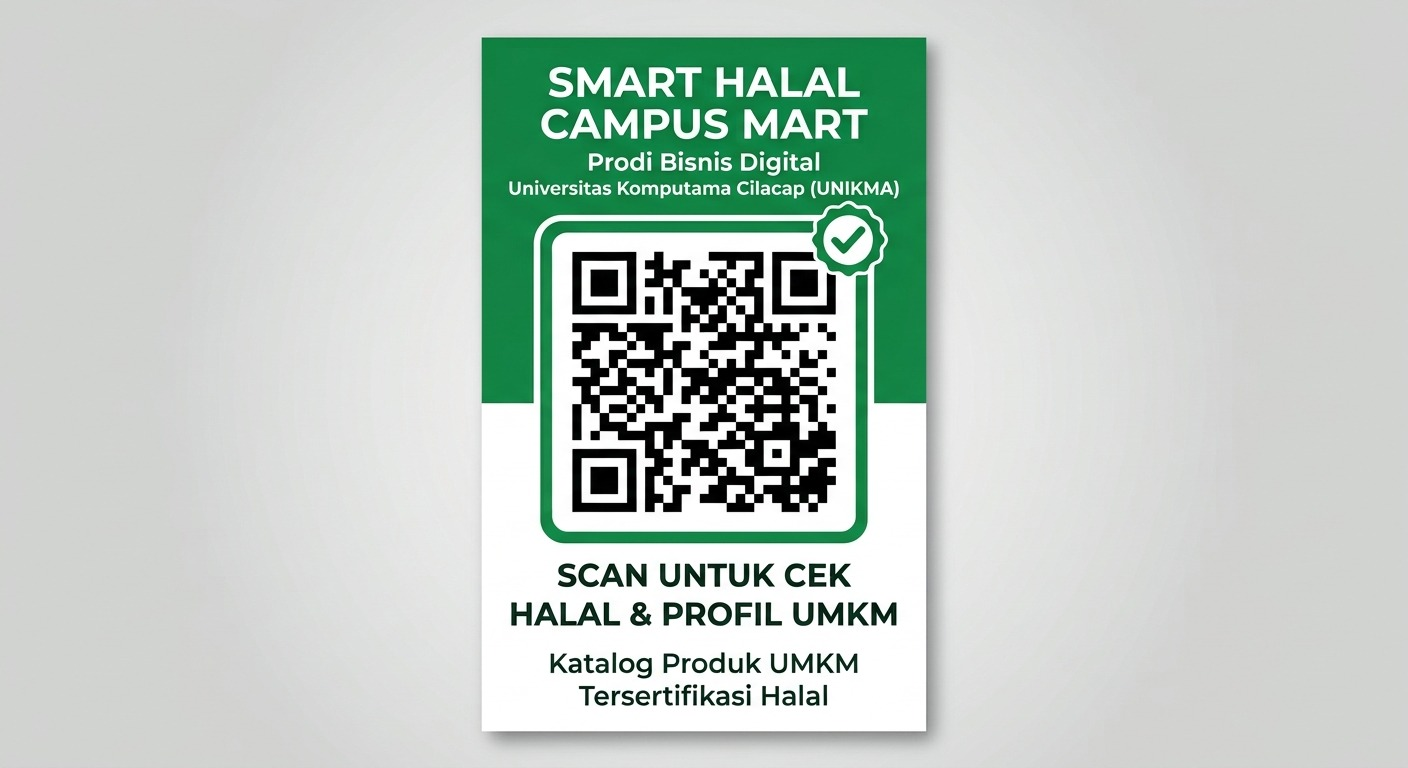 SMART HALAL
CAMPUS MART
Prodi Bisnis Digital
Universitas Komputama Cilacap (UNIKMA)
SCAN UNTUK CEK
HALAL & PROFIL UMKM
Katalog Produk UMKM
Tersertifikasi Halal